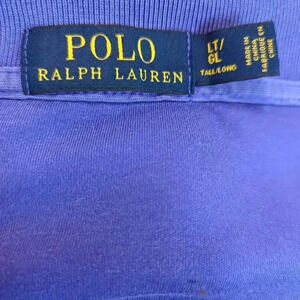 POLO
RALPH LAUREN
LT/
GL
TALL/LONG
MADE IN
CHINA
FABRIQUÉ EN
CHINE